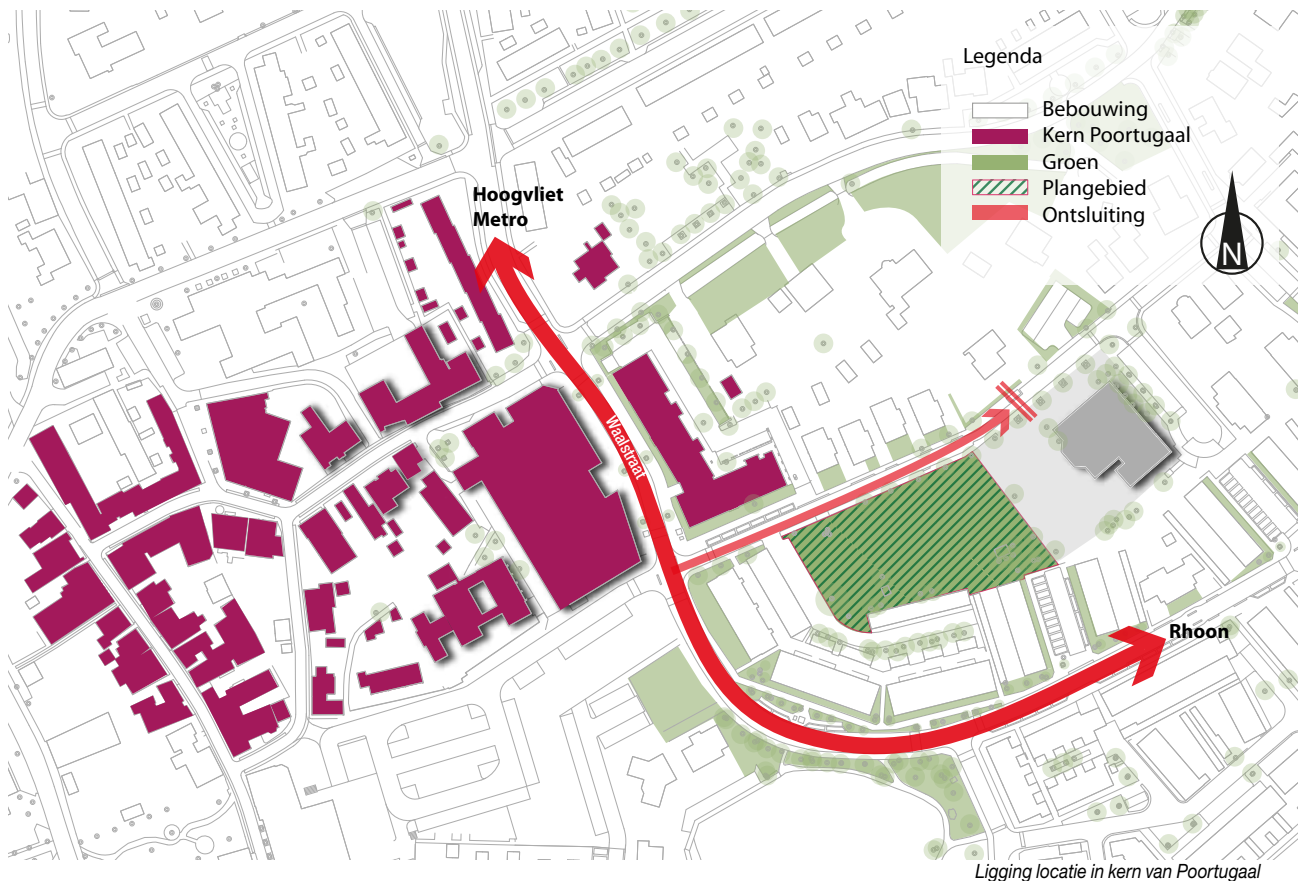 Legenda
Bebouwing
Kern Poortugaal
Groen
Plangebied
Ontsluiting
Hoogvliet
Metro
N
Waalstraat
Rhoon
Ligging locatie in kern van Poortugaal